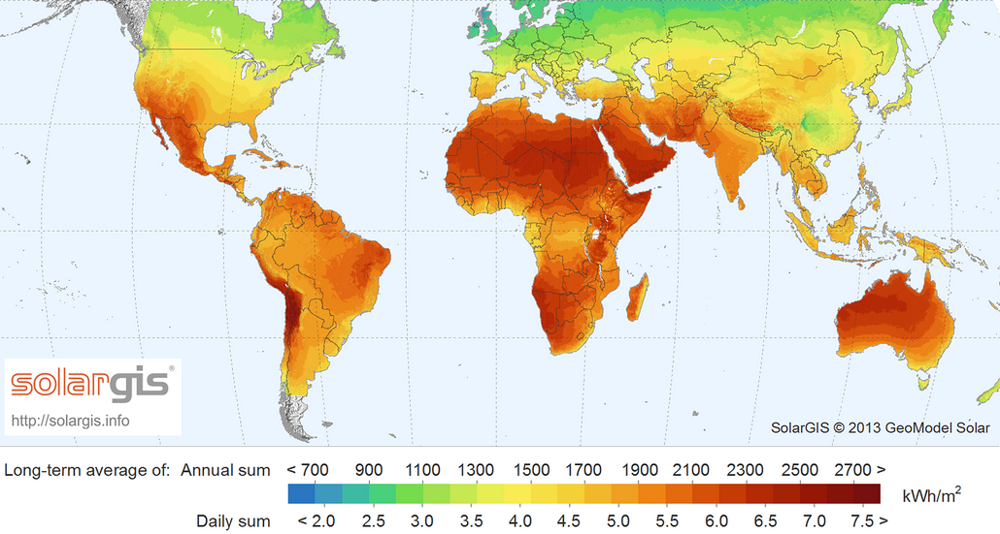 solargis®
http://solargis.info
SolarGIS © 2013 GeoModel Solar
Long-term average of: Annual sum < 700 900 1100 1300 1500 1700 1900 2100 2300 2500 2700 >
kWh/m²
Daily sum < 2.0 2.5 3.0 3.5 4.0 4.5 5.0 5.5 6.0 6.5 7.0 7.5 >